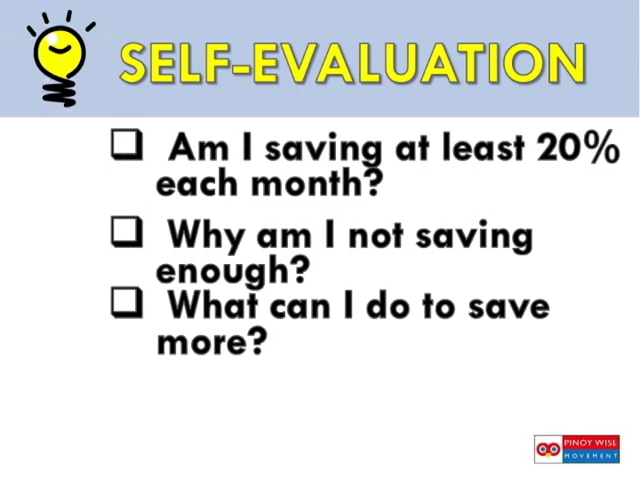 SELF-EVALUATION
Am I saving at least 20%
each month?
Why am I not saving
enough?
What can I do to save
more?
PINOY WISE
MOVEMENT